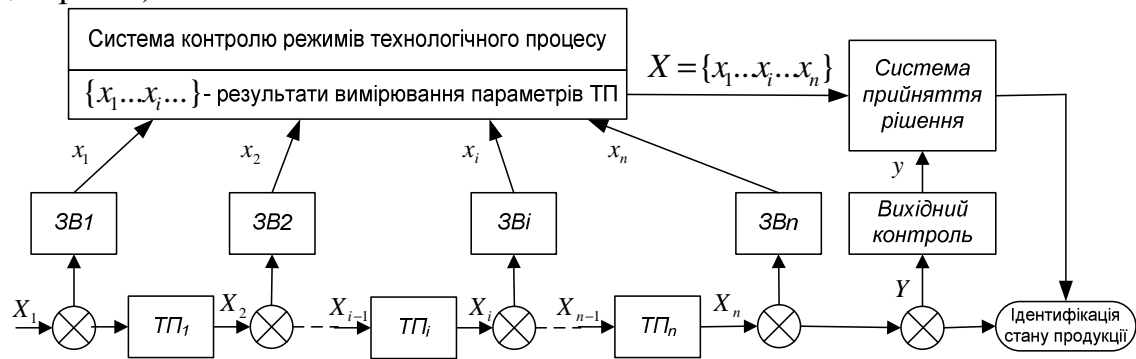 Система контролю режимів технологічного процесу
{x₁...xᵢ...} - результати вимірювання параметрів ТП
X = {x₁...xᵢ...xₙ}
Система
прийняття
рішення
x₁
x₂
xᵢ
xₙ
y
ЗВ1
ЗВ2
ЗВі
ЗВn
Вихідний
контроль
X₁
X₂
Xᵢ₋₁
Xᵢ
Xₙ₋₁
Xₙ
Y
ТП₁
ТПᵢ
ТПₙ
Ідентифікація
стану продукції